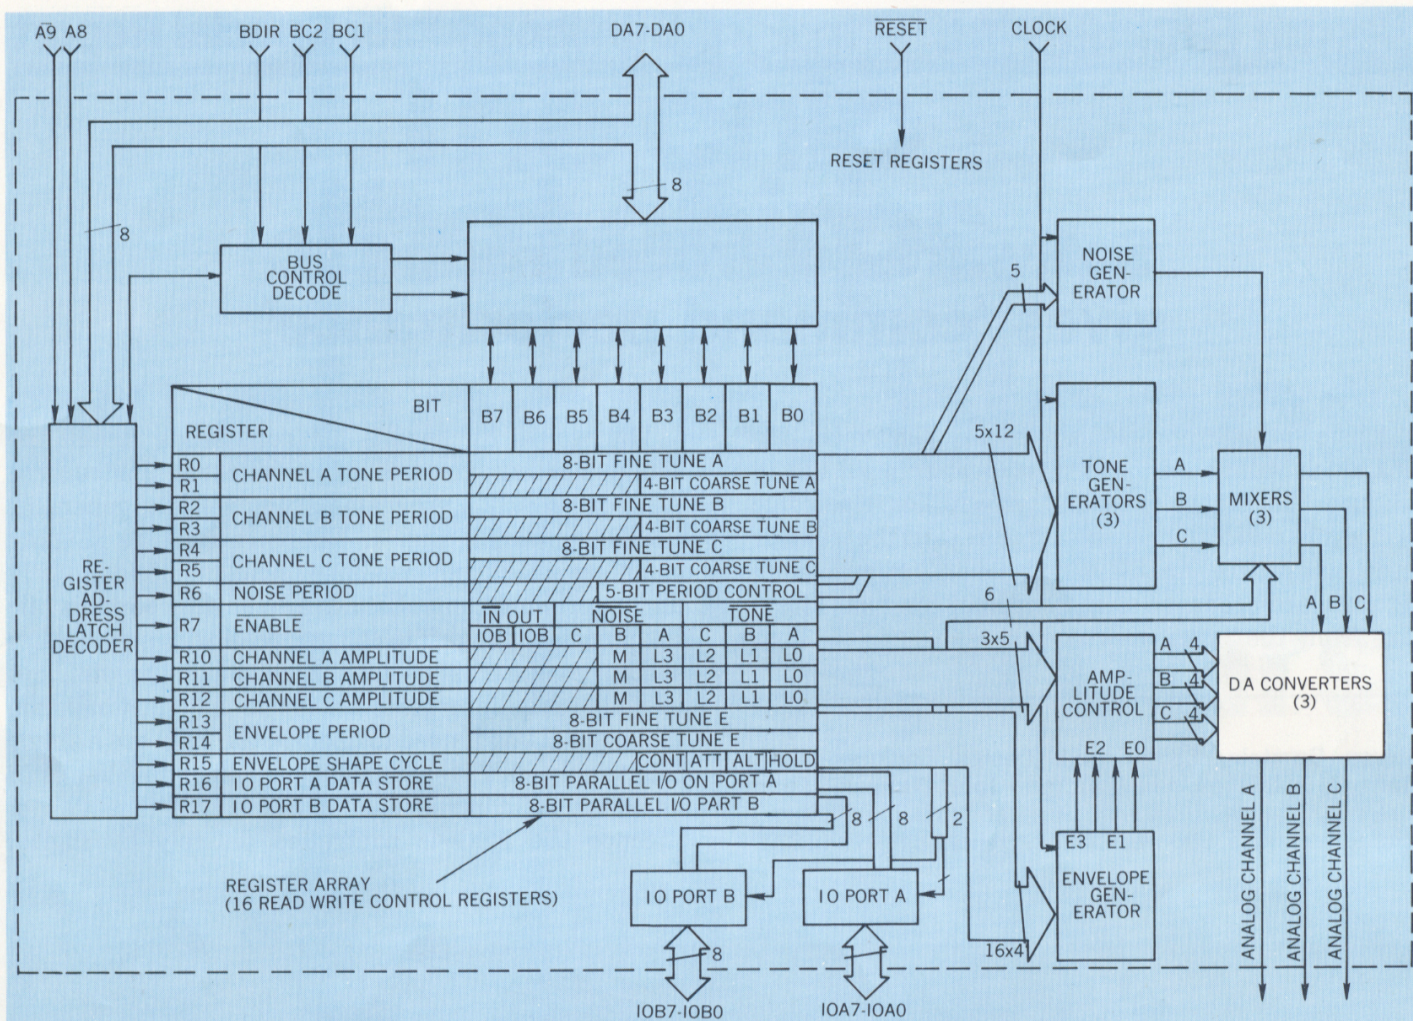 A9 A8 BDIR BC2 BC1 DA7-DA0 RESET CLOCK
RESET REGISTERS
8
8
BUS
CONTROL
DECODE
5
NOISE
GEN-
ERATOR
BIT B7 B6 B5 B4 B3 B2 B1 B0
REGISTER
R0 CHANNEL A TONE PERIOD 8-BIT FINE TUNE A
R1 4-BIT COARSE TUNE A
R2 CHANNEL B TONE PERIOD 8-BIT FINE TUNE B
R3 4-BIT COARSE TUNE B
R4 CHANNEL C TONE PERIOD 8-BIT FINE TUNE C
R5 4-BIT COARSE TUNE C
R6 NOISE PERIOD 5-BIT PERIOD CONTROL
R7 ENABLE IN OUT NOISE TONE
IOB IOB C B A C B A
R10 CHANNEL A AMPLITUDE M L3 L2 L1 L0
R11 CHANNEL B AMPLITUDE M L3 L2 L1 L0
R12 CHANNEL C AMPLITUDE M L3 L2 L1 L0
R13 ENVELOPE PERIOD 8-BIT FINE TUNE E
R14 8-BIT COARSE TUNE E
R15 ENVELOPE SHAPE CYCLE CONT ATT ALT HOLD
R16 IO PORT A DATA STORE 8-BIT PARALLEL I/O ON PORT A
R17 IO PORT B DATA STORE 8-BIT PARALLEL I/O PART B
RE-
GISTER
AD-
DRESS
LATCH
DECODER
5x12
TONE
GEN-
ERATORS
(3)
A
B
C
MIXERS
(3)
6
3x5
A B C
AMP-
LITUDE
CONTROL
E2 E0
A 4
B 4
C 4
DA CONVERTERS
(3)
E3 E1
ENVELOPE
GEN-
ERATOR
16x4
8 8 2
REGISTER ARRAY
(16 READ WRITE CONTROL REGISTERS)
IO PORT B
IO PORT A
8 8
IOB7-IOB0
IOA7-IOA0
ANALOG CHANNEL A
ANALOG CHANNEL B
ANALOG CHANNEL C